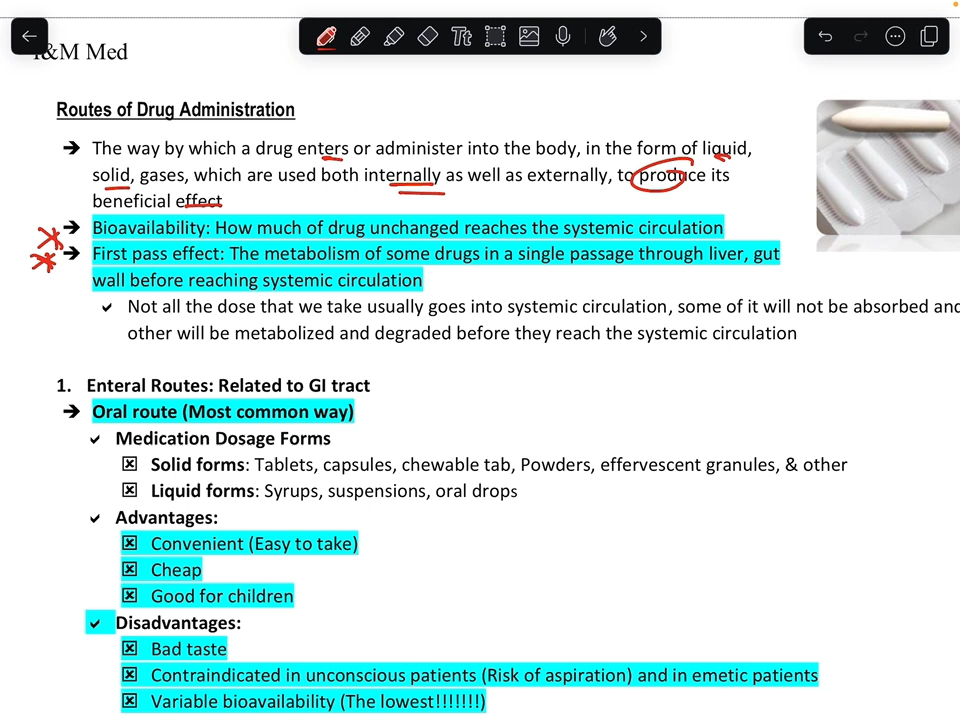 I&M Med
Tt
Routes of Drug Administration
➔ The way by which a drug enters or administer into the body, in the form of liquid,
solid, gases, which are used both internally as well as externally, to produce its
beneficial effect
➔ Bioavailability: How much of drug unchanged reaches the systemic circulation
➔ First pass effect: The metabolism of some drugs in a single passage through liver, gut
wall before reaching systemic circulation
✓ Not all the dose that we take usually goes into systemic circulation, some of it will not be absorbed and
other will be metabolized and degraded before they reach the systemic circulation
1. Enteral Routes: Related to GI tract
➔ Oral route (Most common way)
✓ Medication Dosage Forms
☒ Solid forms: Tablets, capsules, chewable tab, Powders, effervescent granules, & other
☒ Liquid forms: Syrups, suspensions, oral drops
✓ Advantages:
☒ Convenient (Easy to take)
☒ Cheap
☒ Good for children
✓ Disadvantages:
☒ Bad taste
☒ Contraindicated in unconscious patients (Risk of aspiration) and in emetic patients
☒ Variable bioavailability (The lowest!!!!!!!)